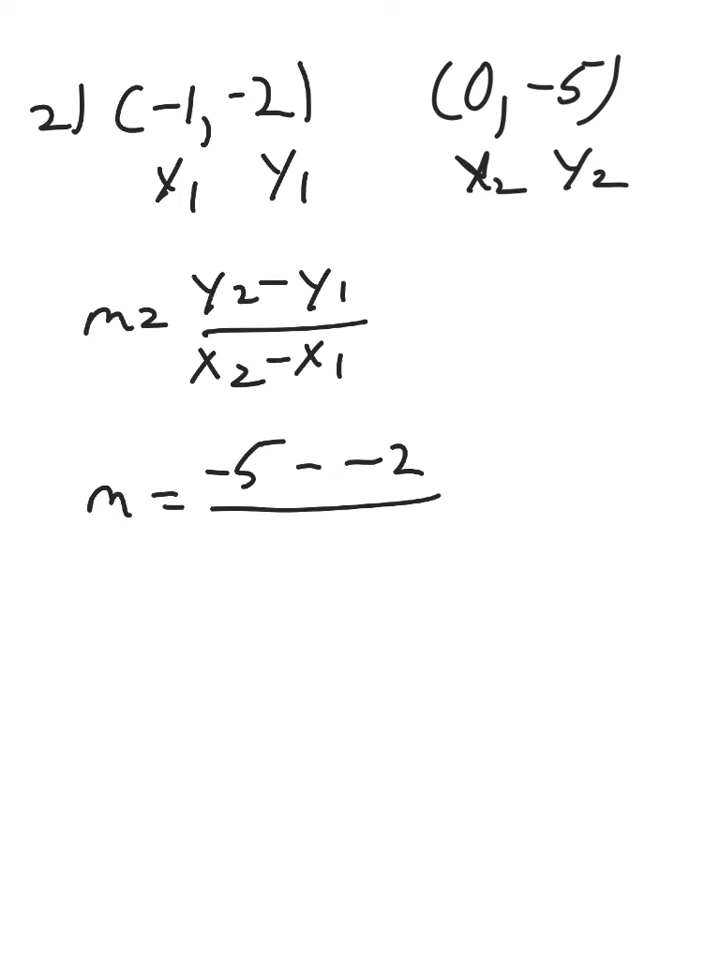 2) (-1, -2) (0, -5)
x₁ y₁ x₂ y₂
m = y₂ - y₁
x₂ - x₁
m = -5 - -2